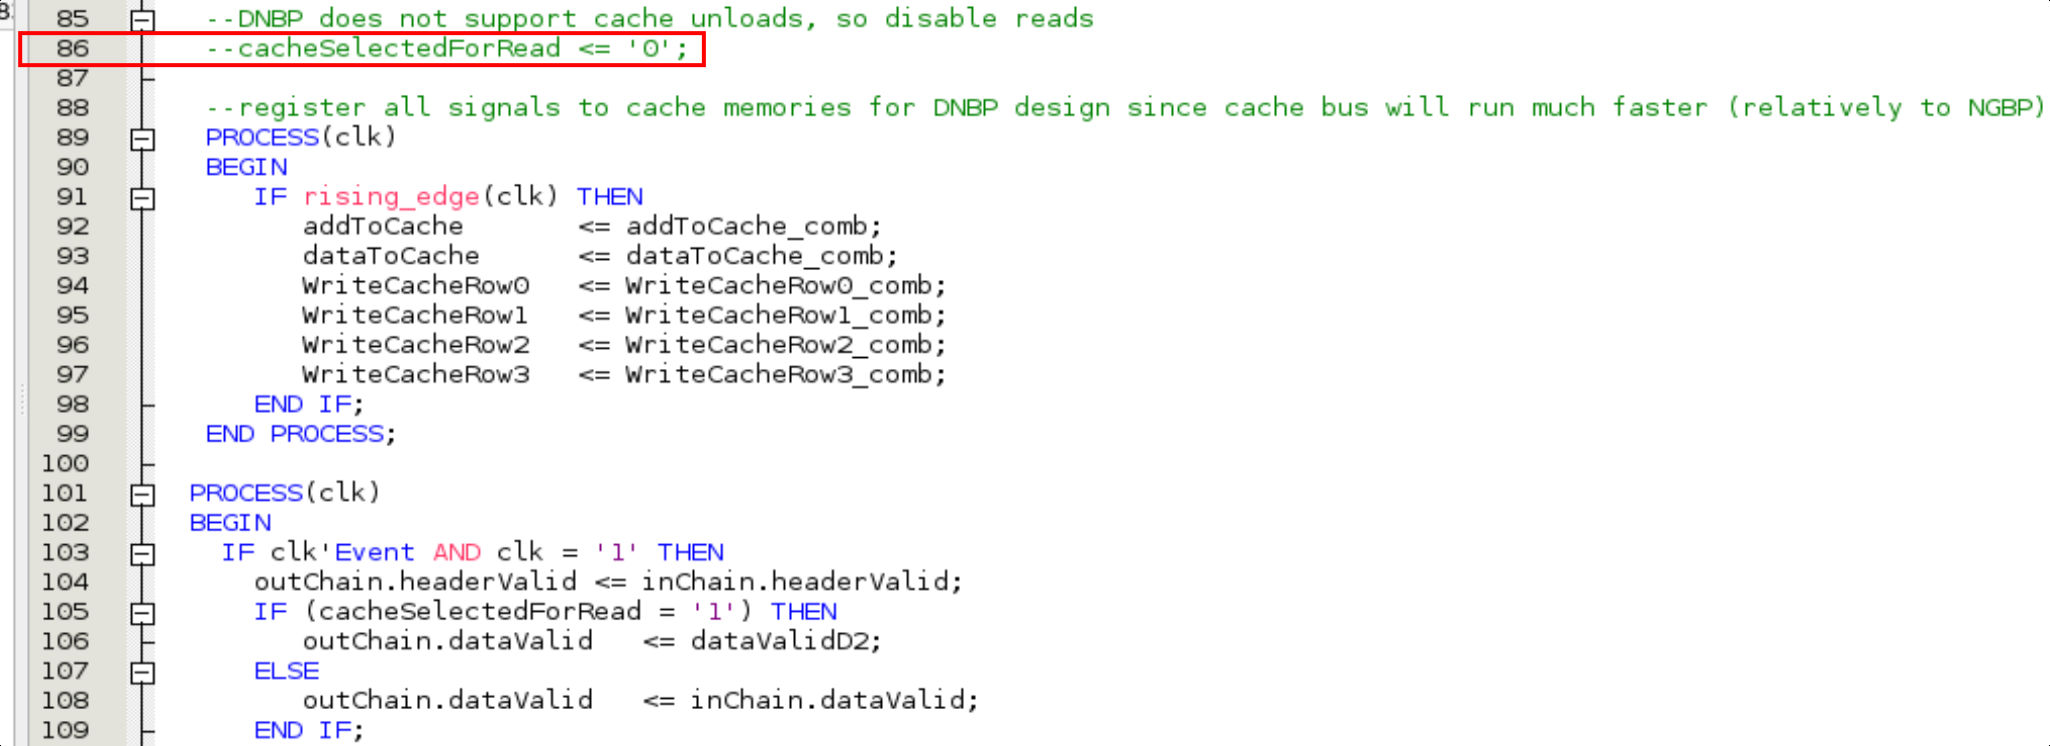 85 --DNBP does not support cache unloads, so disable reads
86 --cacheSelectedForRead <= '0';
87
88 --register all signals to cache memories for DNBP design since cache bus will run much faster (relatively to NGBP)
89 PROCESS(clk)
90 BEGIN
91 IF rising_edge(clk) THEN
92 addToCache <= addToCache_comb;
93 dataToCache <= dataToCache_comb;
94 WriteCacheRow0 <= WriteCacheRow0_comb;
95 WriteCacheRow1 <= WriteCacheRow1_comb;
96 WriteCacheRow2 <= WriteCacheRow2_comb;
97 WriteCacheRow3 <= WriteCacheRow3_comb;
98 END IF;
99 END PROCESS;
100
101 PROCESS(clk)
102 BEGIN
103 IF clk'Event AND clk = '1' THEN
104 outChain.headerValid <= inChain.headerValid;
105 IF (cacheSelectedForRead = '1') THEN
106 outChain.dataValid <= dataValidD2;
107 ELSE
108 outChain.dataValid <= inChain.dataValid;
109 END IF;